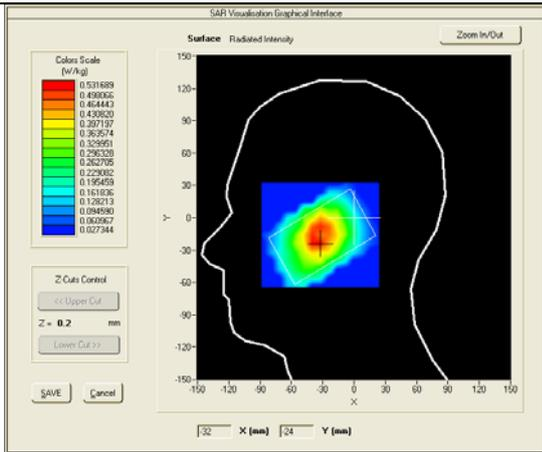 SAR Visualisation Graphical Interface
Surface Radiated Intensity
Zoom In/Out
Colors Scale
(W/kg)
0.531689
0.498066
0.464443
0.430820
0.397197
0.363574
0.329951
0.296328
0.262705
0.229082
0.195459
0.161836
0.128213
0.094590
0.060967
0.027344
150
120
90
60
30
0
-30
-60
-90
-120
-150
Y
-150 -120 -90 -60 -30 0 30 60 90 120 150
X
Z Cuts Control
<< Upper Cut
Z = 0.2 mm
Lower Cut >>
SAVE Cancel
-32 X (mm) -24 Y (mm)